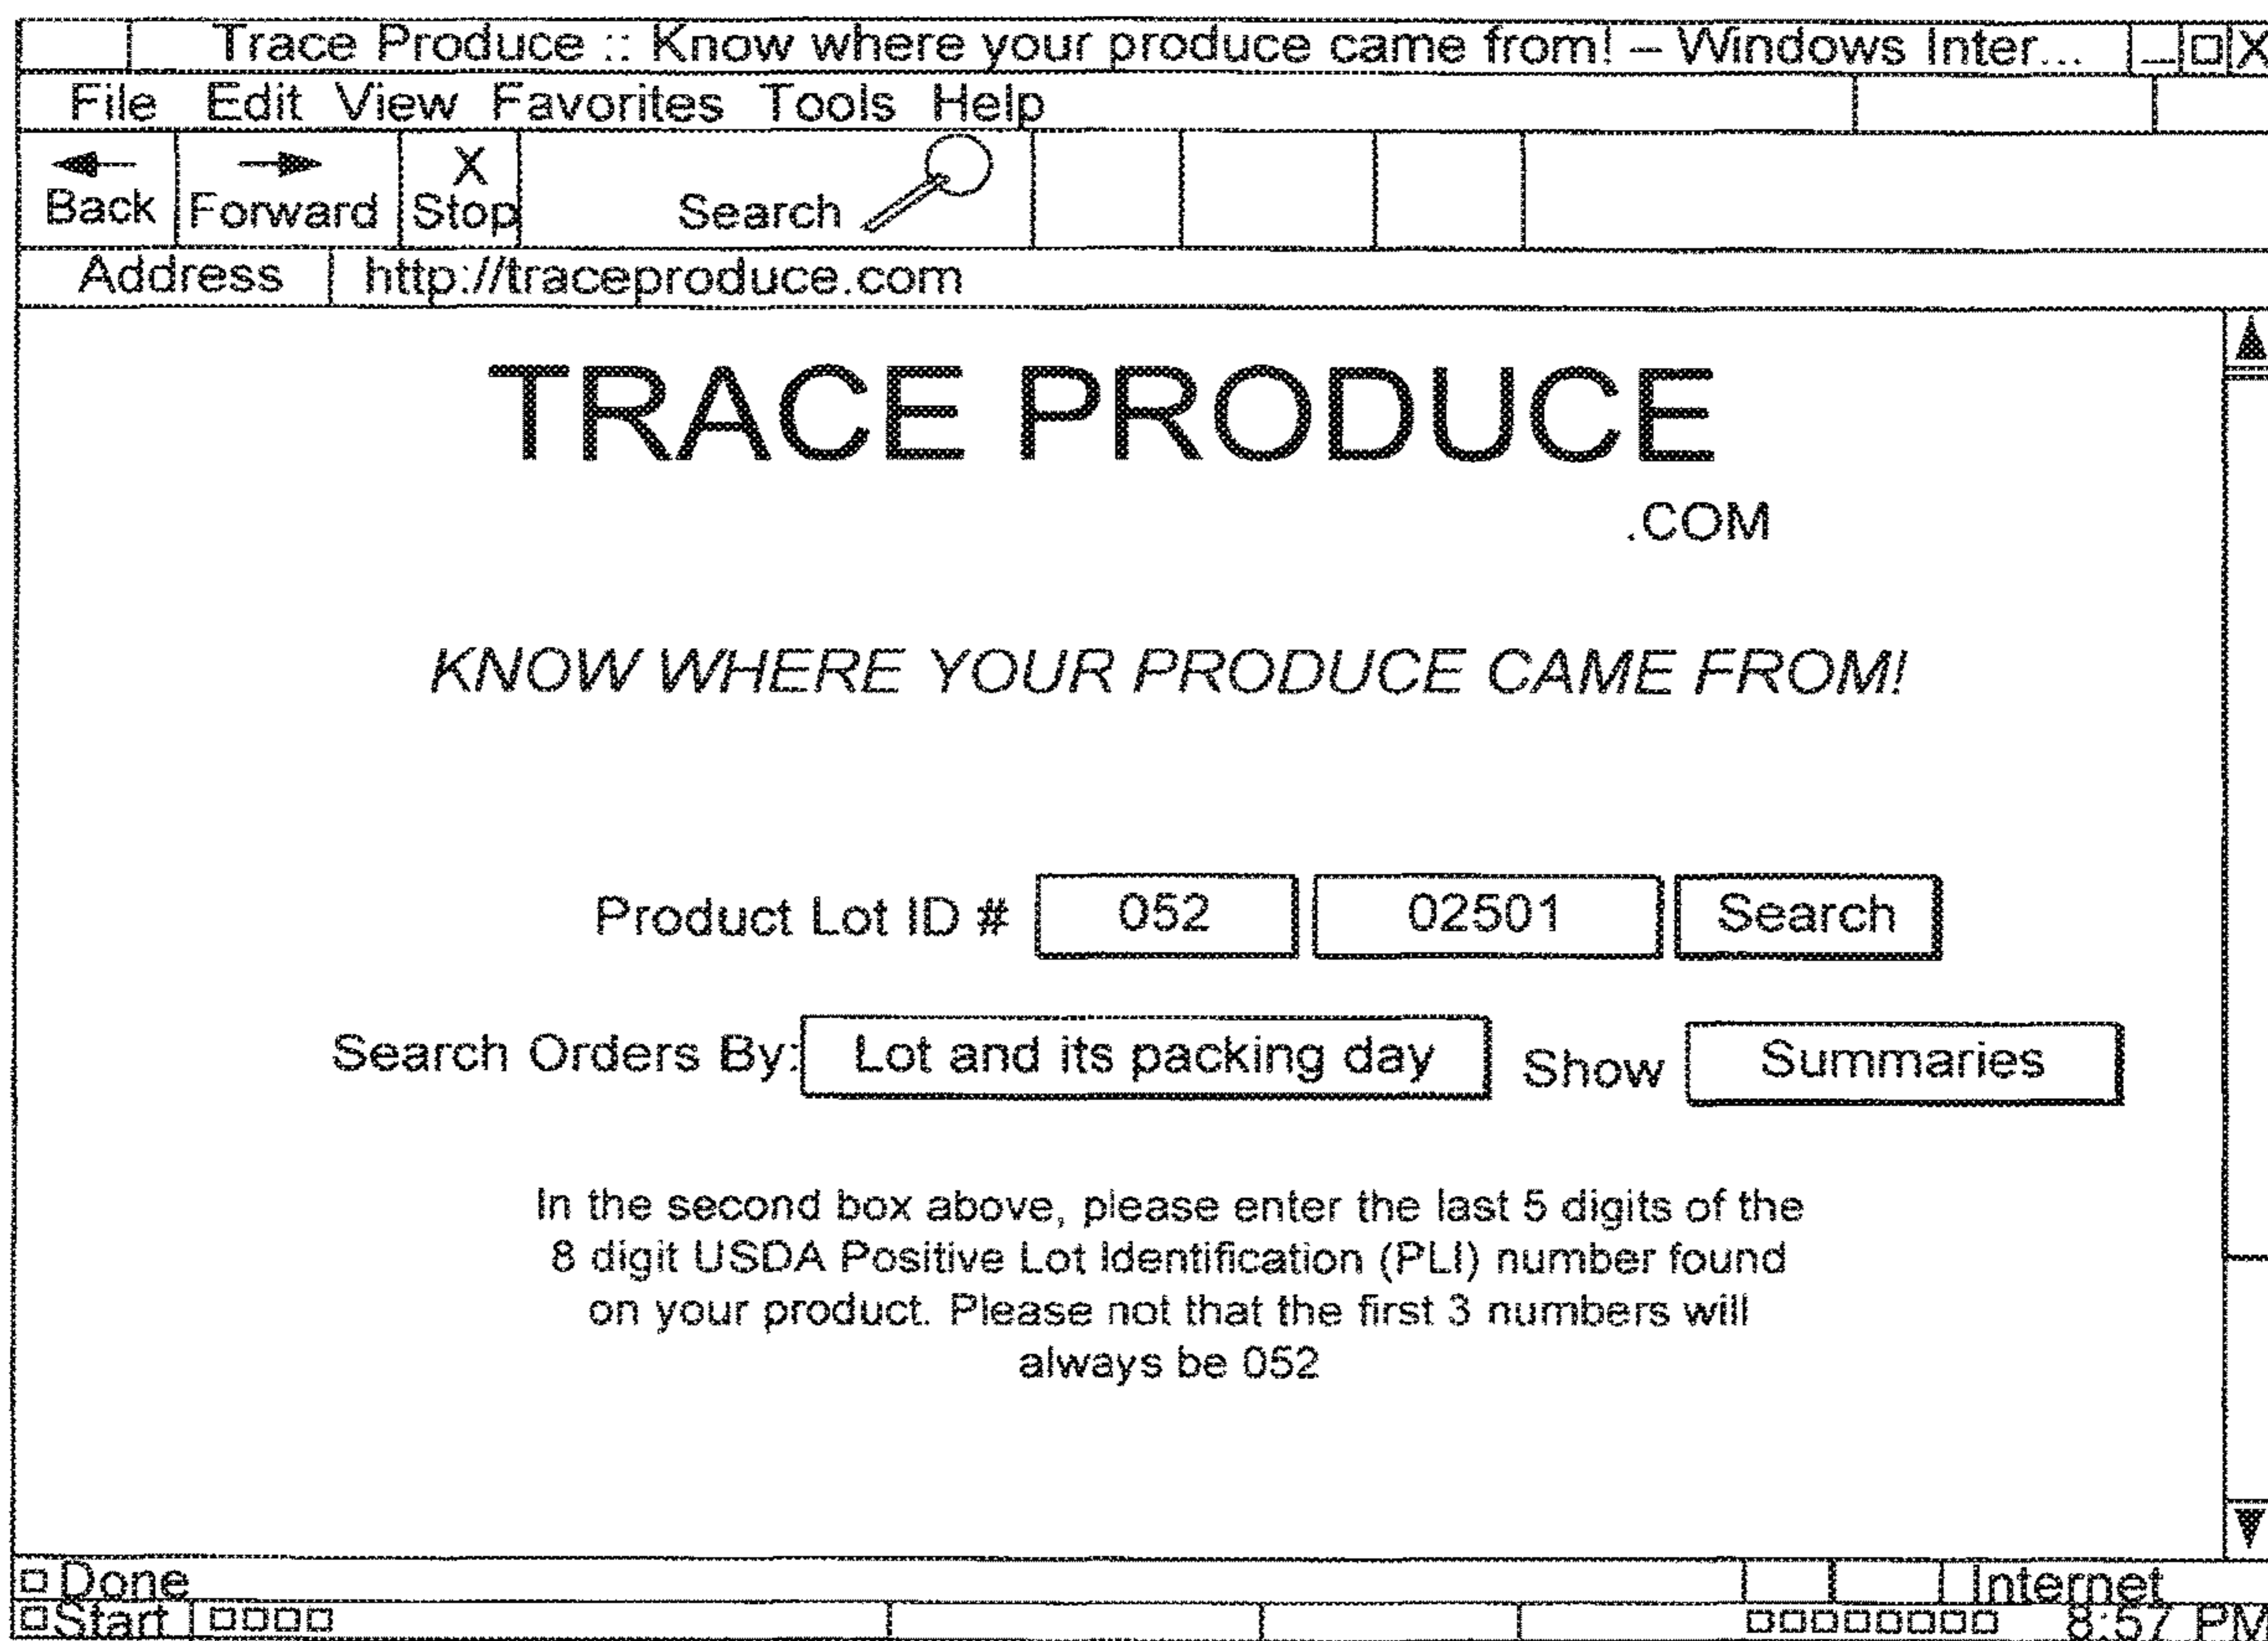 Trace Produce :: Know where your produce came from! – Windows Inter...
File Edit View Favorites Tools Help
Back Forward X Stop Search
Address http://traceproduce.com
TRACE PRODUCE
.COM
KNOW WHERE YOUR PRODUCE CAME FROM!
Product Lot ID # 052 02501 Search
Search Orders By: Lot and its packing day Show Summaries
In the second box above, please enter the last 5 digits of the
8 digit USDA Positive Lot Identification (PLI) number found
on your product. Please not that the first 3 numbers will
always be 052
Done Internet
Start 8:57 PM